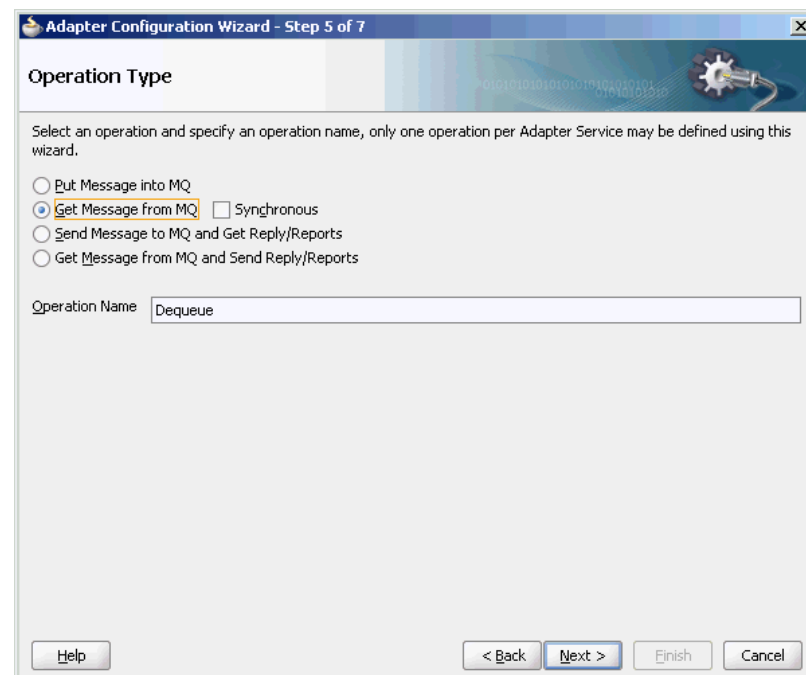 Adapter Configuration Wizard - Step 5 of 7
Operation Type
Select an operation and specify an operation name, only one operation per Adapter Service may be defined using this
wizard.
Put Message into MQ
Get Message from MQ Synchronous
Send Message to MQ and Get Reply/Reports
Get Message from MQ and Send Reply/Reports
Operation Name Dequeue
Help < Back Next > Finish Cancel